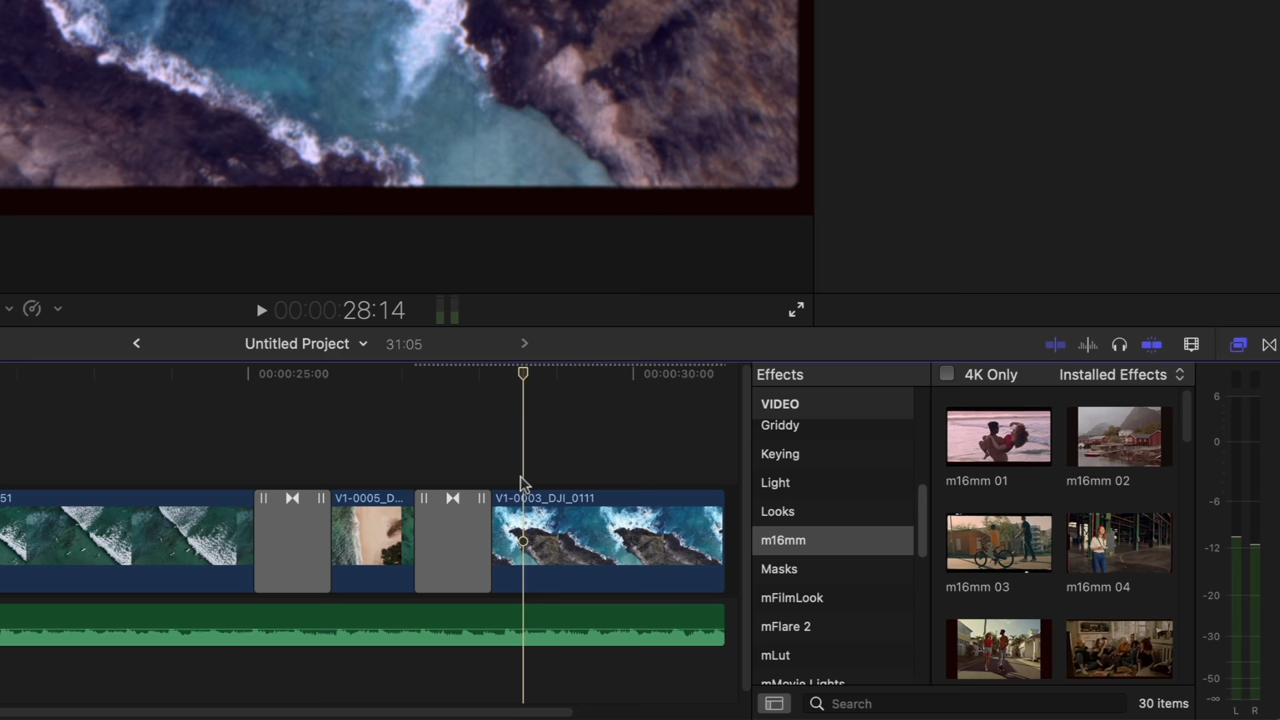 00:00:28:14
Untitled Project
31:05
00:00:25:00
00:00:30:00
Effects
4K Only
Installed Effects
VIDEO
Griddy
Keying
Light
Looks
m16mm
Masks
mFilmLook
mFlare 2
mLut
mMovie Lights
m16mm 01
m16mm 02
m16mm 03
m16mm 04
6
0
-6
-12
-20
-30
-50
-∞
L R
51
V1-0005_D...
V1-0003_DJI_0111
Search
30 items